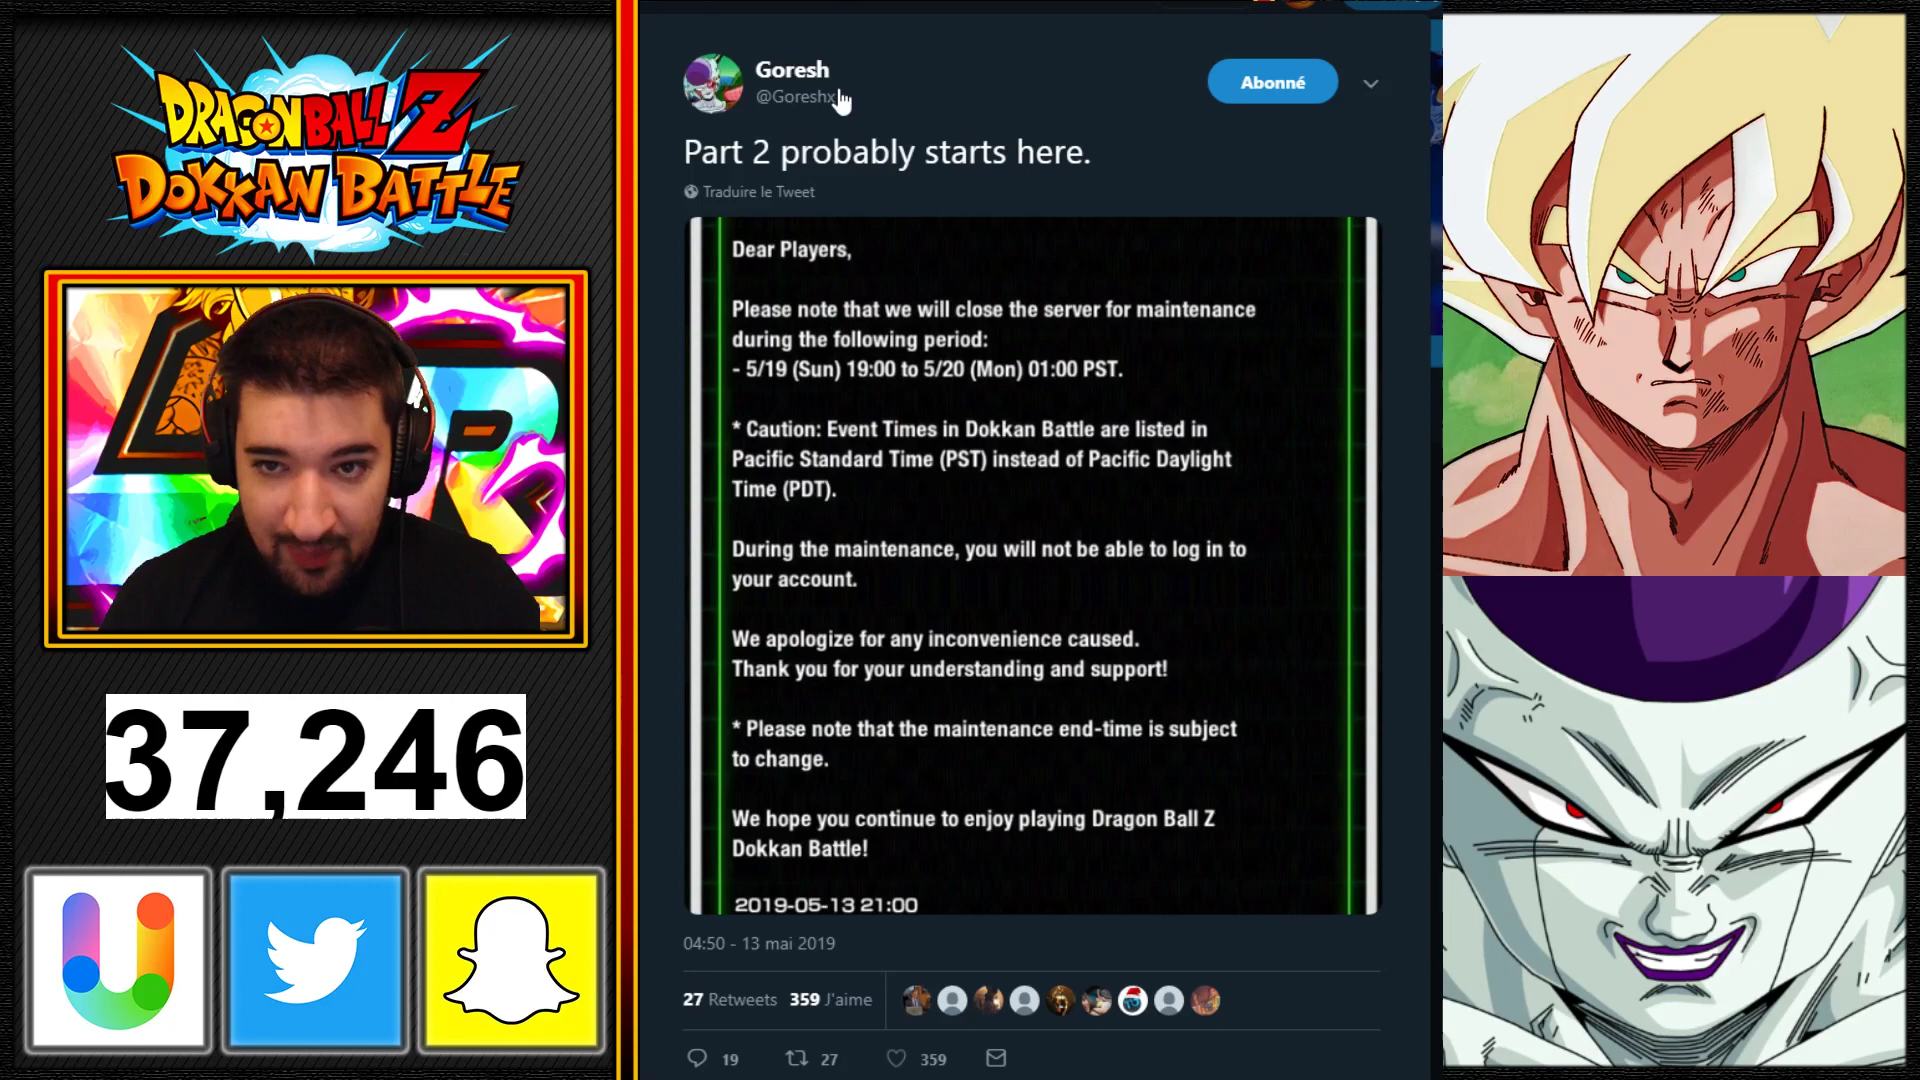 DRAGON BALL Z
DOKKAN BATTLE
37,246
Goresh
@Goreshx
Abonné
Part 2 probably starts here.
Traduire le Tweet
Dear Players,
Please note that we will close the server for maintenance
during the following period:
- 5/19 (Sun) 19:00 to 5/20 (Mon) 01:00 PST.
* Caution: Event Times in Dokkan Battle are listed in
Pacific Standard Time (PST) instead of Pacific Daylight
Time (PDT).
During the maintenance, you will not be able to log in to
your account.
We apologize for any inconvenience caused.
Thank you for your understanding and support!
* Please note that the maintenance end-time is subject
to change.
We hope you continue to enjoy playing Dragon Ball Z
Dokkan Battle!
2019-05-13 21:00
04:50 - 13 mai 2019
27 Retweets 359 J'aime
19 27 359